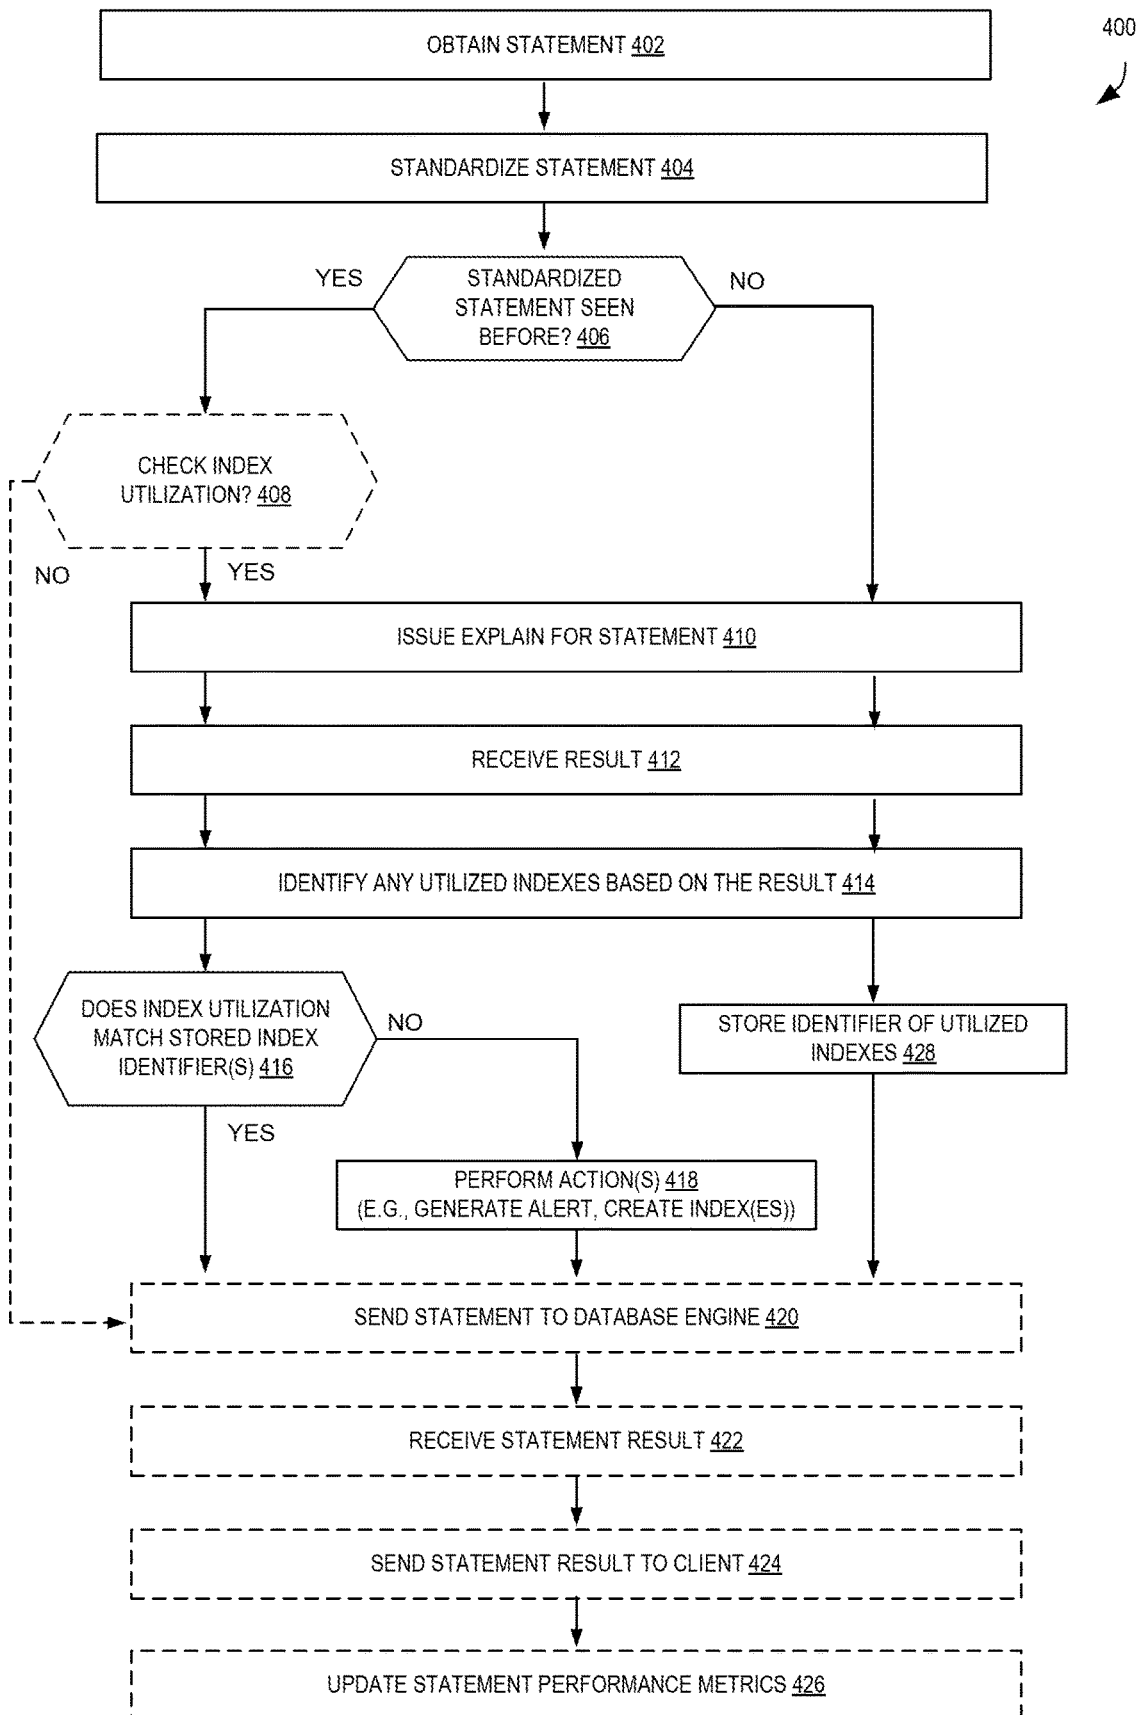 400
OBTAIN STATEMENT 402
STANDARDIZE STATEMENT 404
YES
STANDARDIZED
STATEMENT SEEN
BEFORE? 406
NO
CHECK INDEX
UTILIZATION? 408
NO
YES
ISSUE EXPLAIN FOR STATEMENT 410
RECEIVE RESULT 412
IDENTIFY ANY UTILIZED INDEXES BASED ON THE RESULT 414
DOES INDEX UTILIZATION
MATCH STORED INDEX
IDENTIFIER(S) 416
NO
YES
STORE IDENTIFIER OF UTILIZED
INDEXES 428
PERFORM ACTION(S) 418
(E.G., GENERATE ALERT, CREATE INDEX(ES))
SEND STATEMENT TO DATABASE ENGINE 420
RECEIVE STATEMENT RESULT 422
SEND STATEMENT RESULT TO CLIENT 424
UPDATE STATEMENT PERFORMANCE METRICS 426